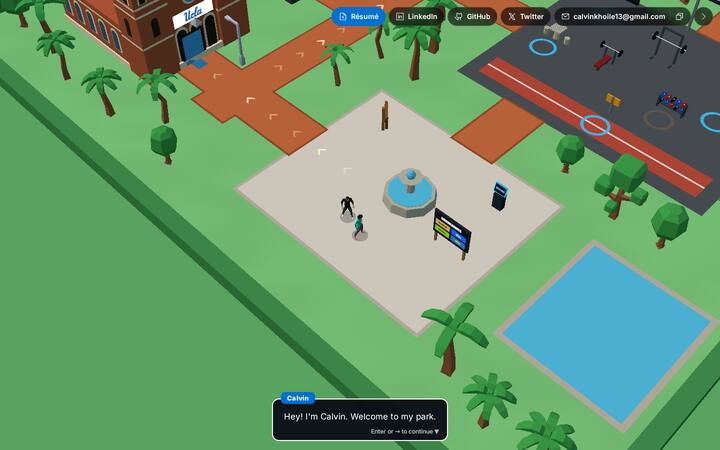 Résumé
LinkedIn
GitHub
Twitter
calvinkhoile13@gmail.com
Ucla
Calvin
Hey! I'm Calvin. Welcome to my park.
Enter or → to continue ▼